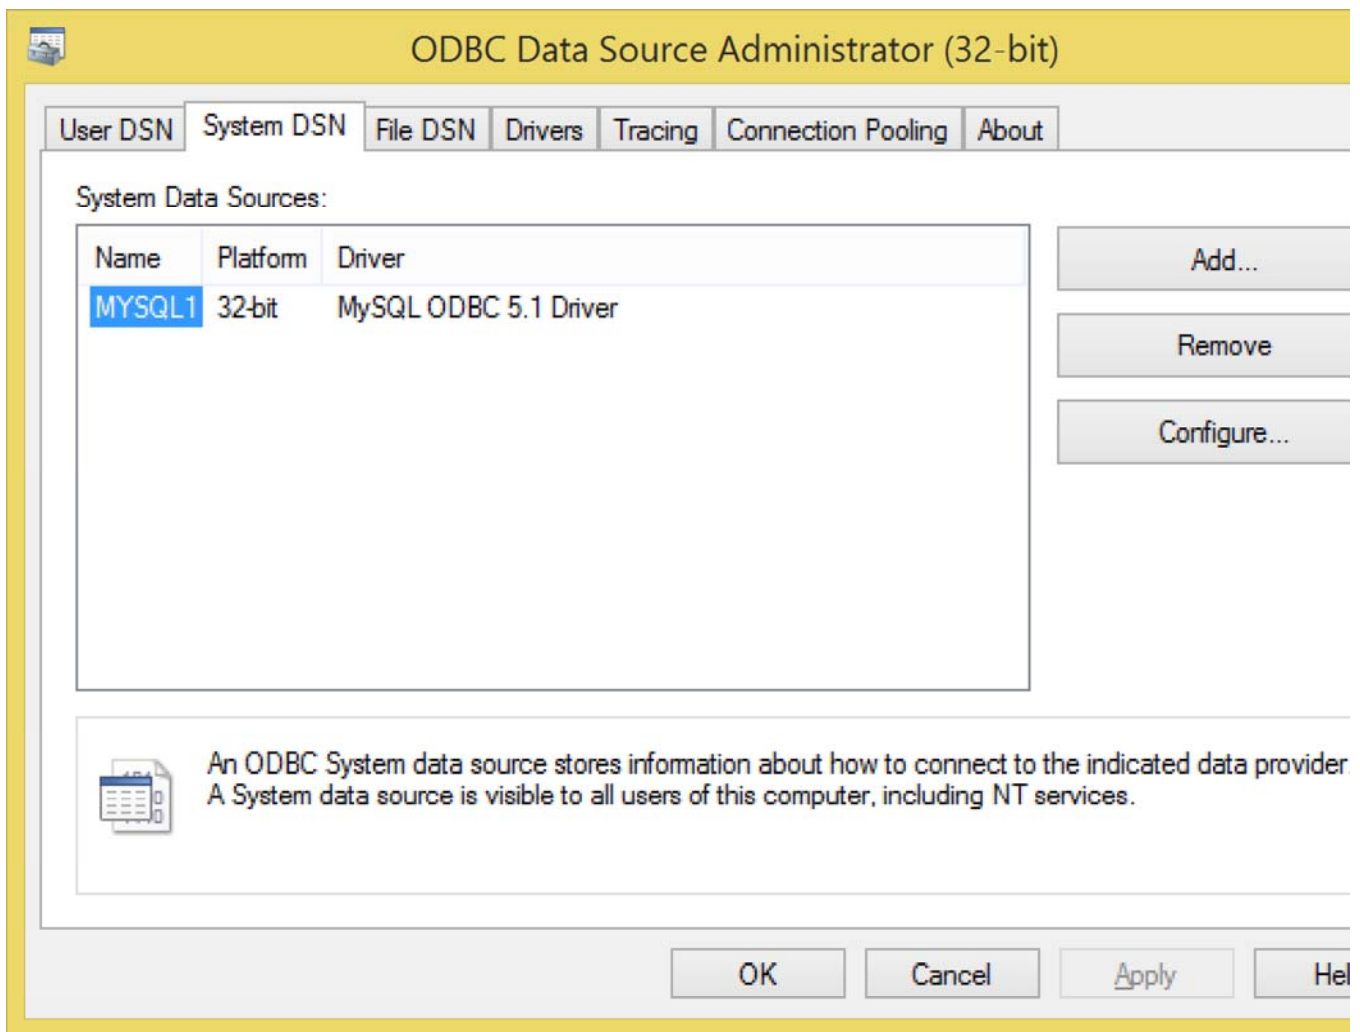 ODBC Data Source Administrator (32-bit)
User DSN System DSN File DSN Drivers Tracing Connection Pooling About
System Data Sources:
Name Platform Driver
MYSQL1 32-bit MySQL ODBC 5.1 Driver
Add...
Remove
Configure...
An ODBC System data source stores information about how to connect to the indicated data provider.
A System data source is visible to all users of this computer, including NT services.
OK Cancel Apply Hel